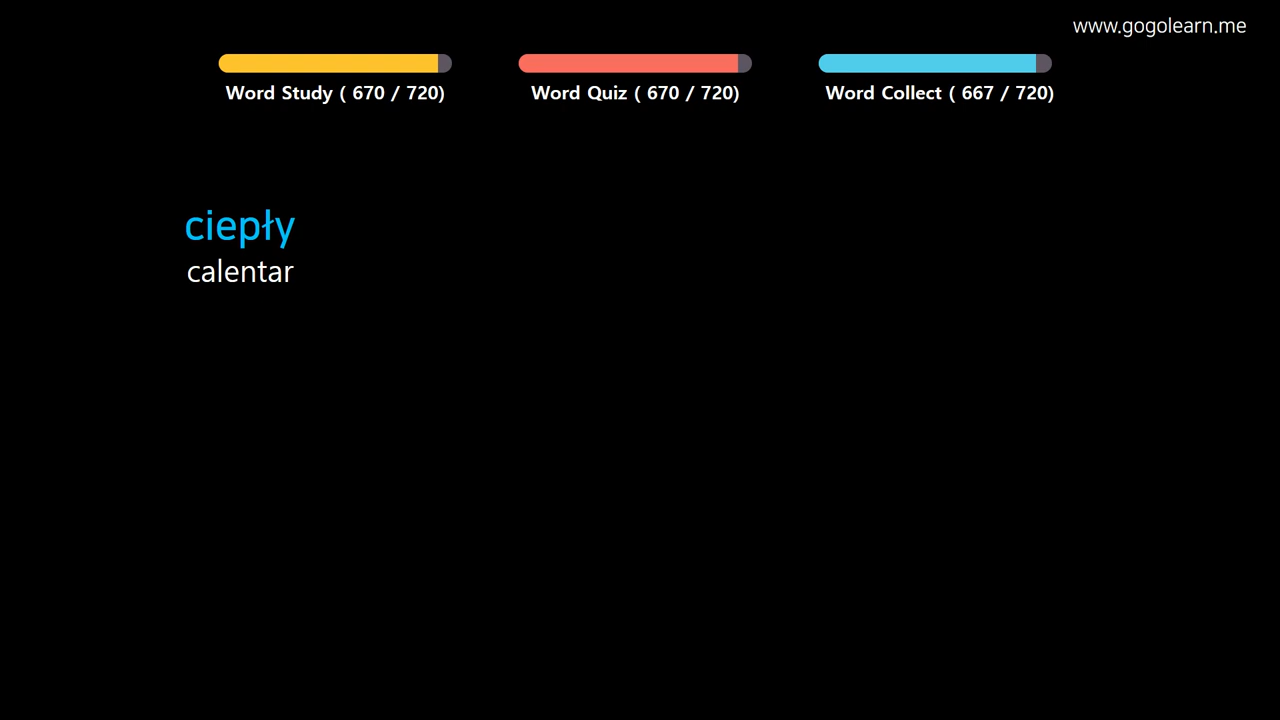 www.gogolearn.me
Word Study ( 670 / 720)
Word Quiz ( 670 / 720)
Word Collect ( 667 / 720)
ciepły
calentar